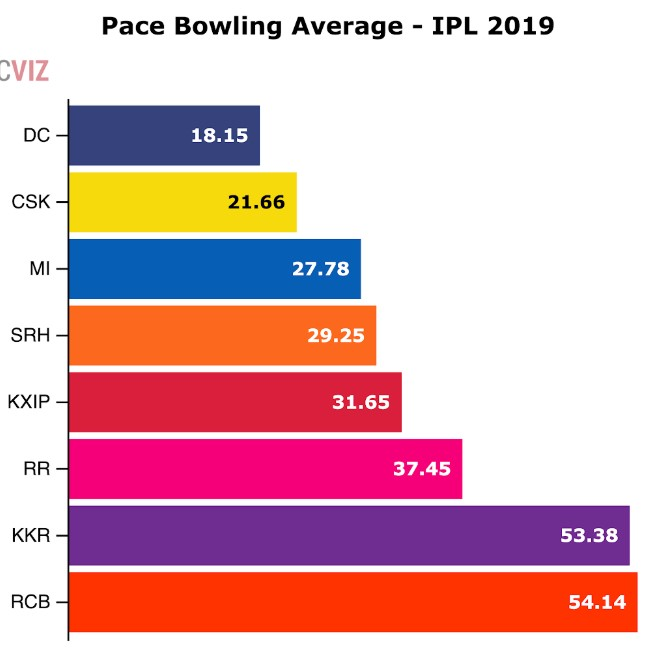 Pace Bowling Average - IPL 2019
CVIZ
DC 18.15
CSK 21.66
MI 27.78
SRH 29.25
KXIP 31.65
RR 37.45
KKR 53.38
RCB 54.14